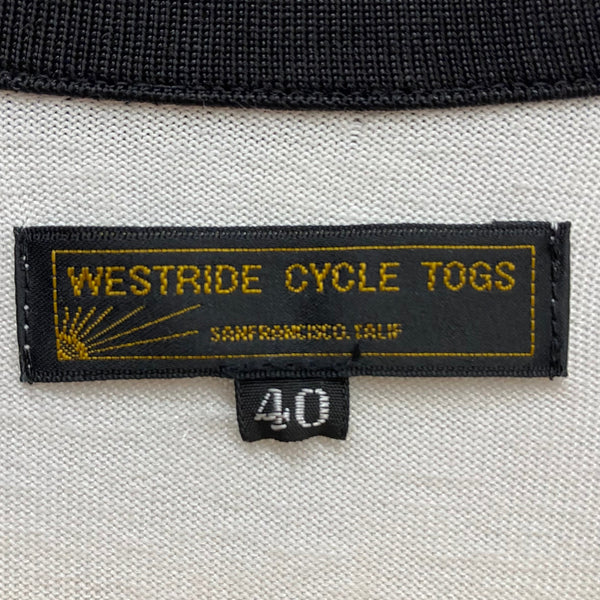 WESTRIDE CYCLE TOGS
SANFRANCISCO.CALIF
40